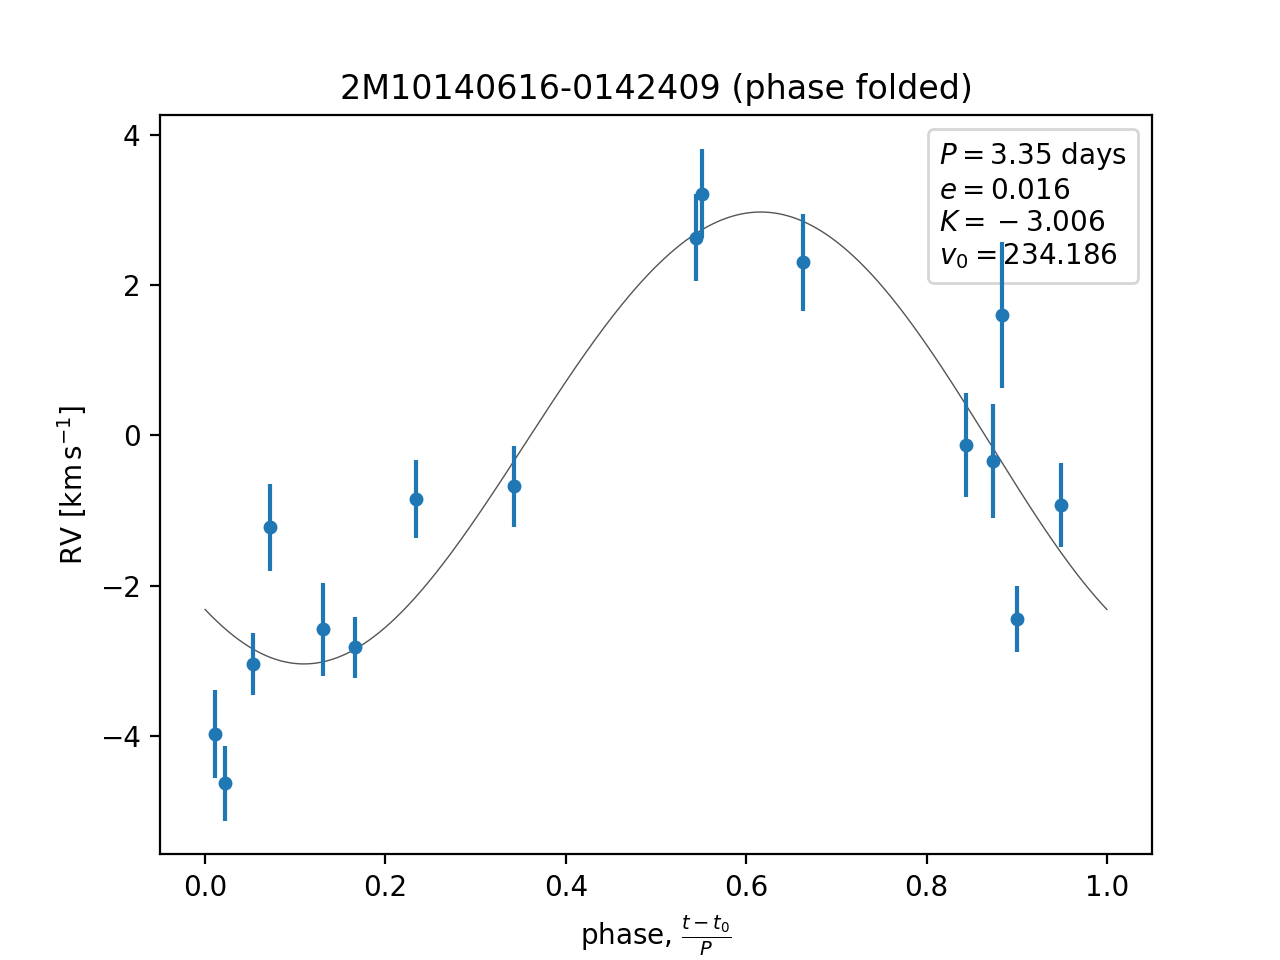 2M10140616-0142409 (phase folded)
P = 3.35 days
e = 0.016
K = −3.006
v₀ = 234.186
RV [km s⁻¹]
4
2
0
−2
−4
0.0 0.2 0.4 0.6 0.8 1.0
phase, (t − t₀)/P